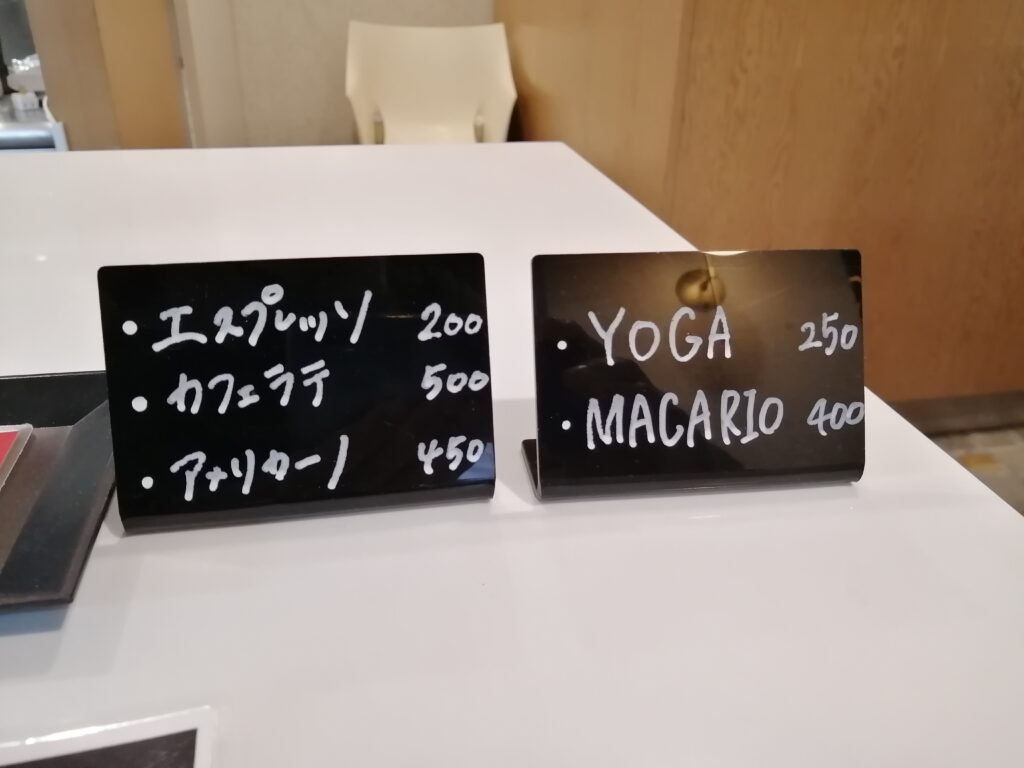 ・エスプレッソ 200
・カフェラテ 500
・アメリカーノ 450
・YOGA 250
・MACARIO 400